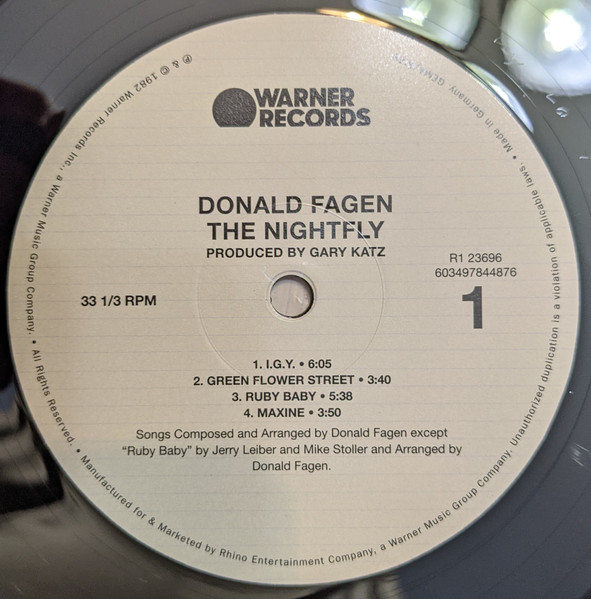 WARNER
RECORDS
DONALD FAGEN
THE NIGHTFLY
PRODUCED BY GARY KATZ
R1 23696
603497844876
33 1/3 RPM
1
1. I.G.Y. • 6:05
2. GREEN FLOWER STREET • 3:40
3. RUBY BABY • 5:38
4. MAXINE • 3:50
Songs Composed and Arranged by Donald Fagen except
“Ruby Baby” by Jerry Leiber and Mike Stoller and Arranged by
Donald Fagen.
℗ & © 1982 Warner Records Inc., a Warner Music Group Company. • All Rights Reserved. • Manufactured for & Marketed by Rhino Entertainment Company, a Warner Music Group Company. Unauthorized duplication is a violation of applicable laws. • Made in Germany